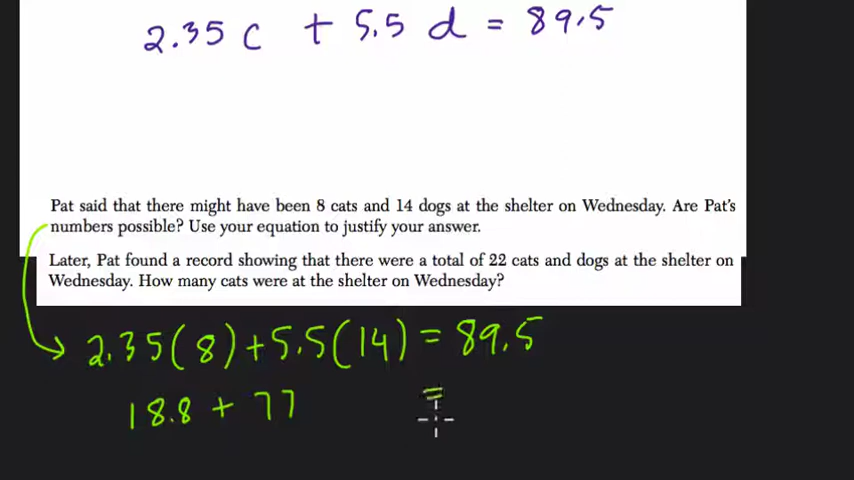 2.35 c + 5.5 d = 89.5
Pat said that there might have been 8 cats and 14 dogs at the shelter on Wednesday. Are Pat's
numbers possible? Use your equation to justify your answer.
Later, Pat found a record showing that there were a total of 22 cats and dogs at the shelter on
Wednesday. How many cats were at the shelter on Wednesday?
2.35(8)+5.5(14) = 89.5
18.8 + 77 =